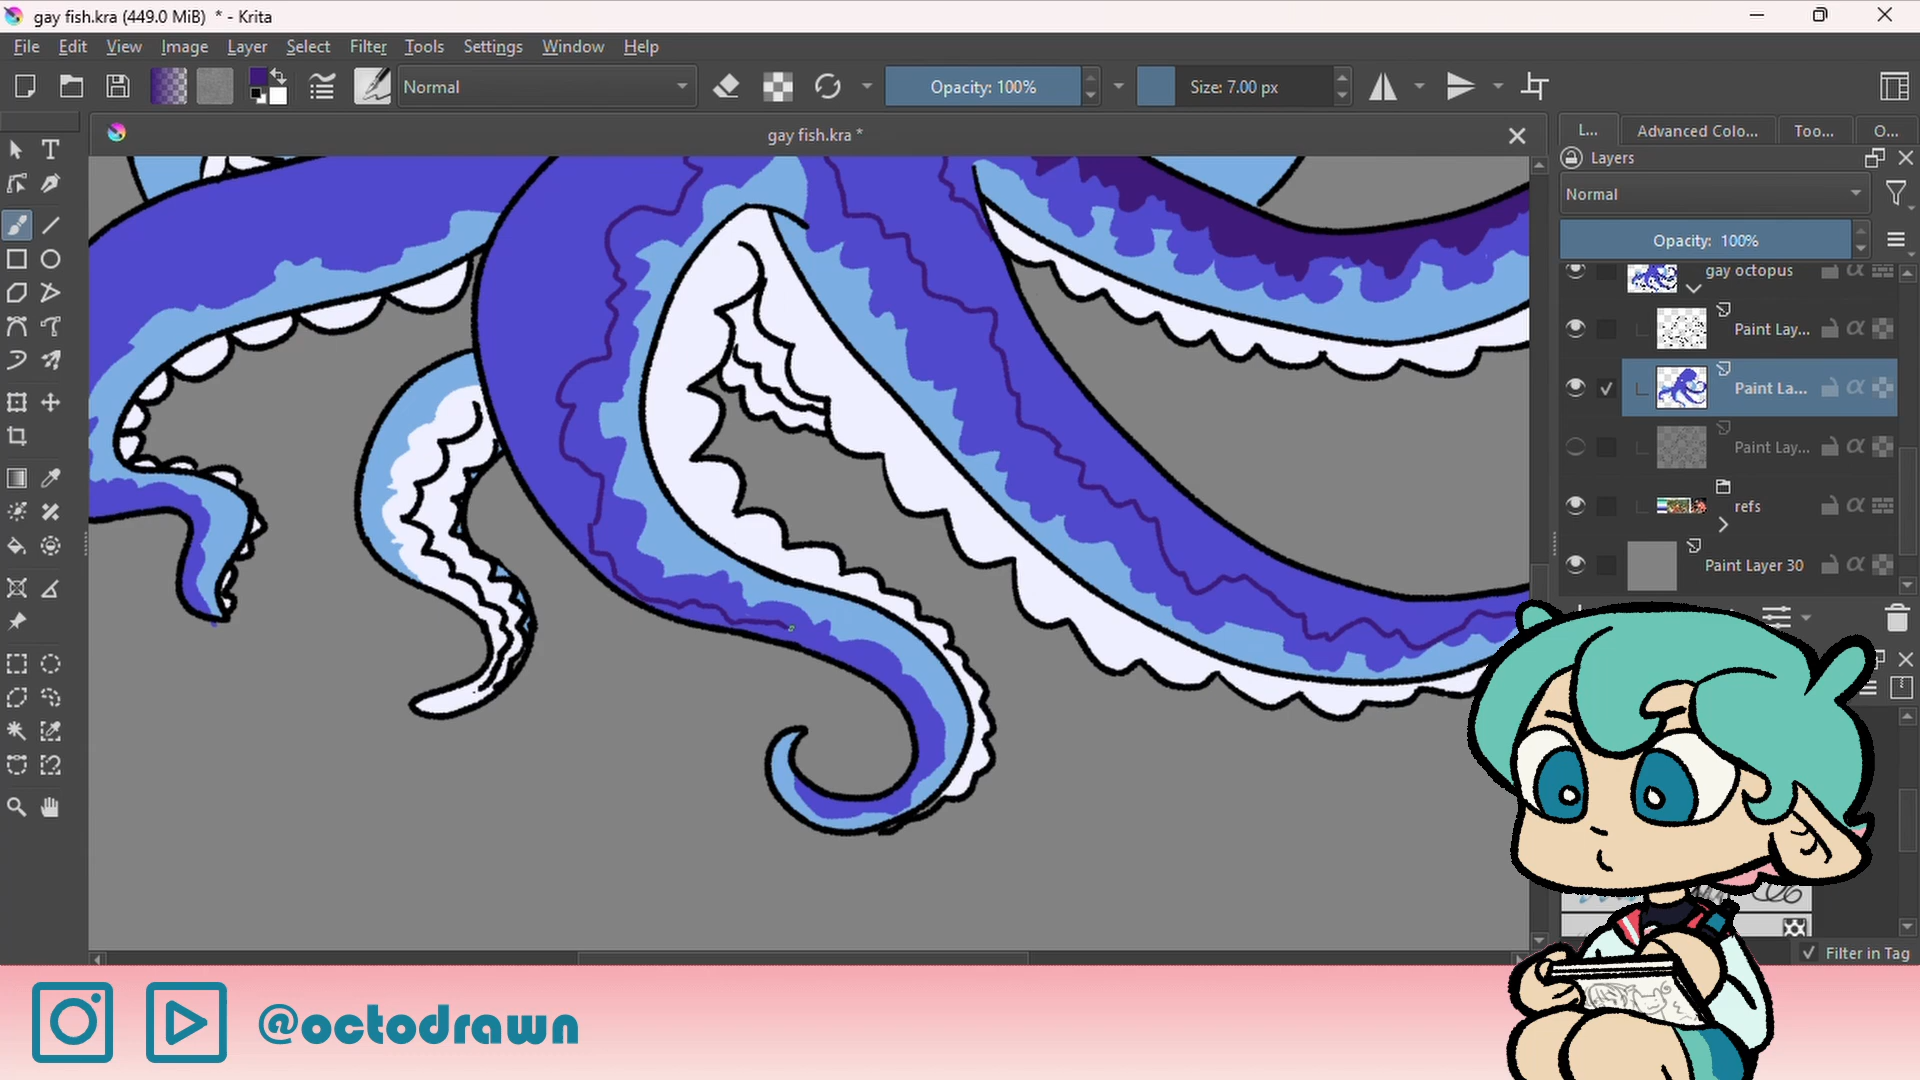 gay fish.kra (449.0 MiB) * - Krita
File Edit View Image Layer Select Filter Tools Settings Window Help
Normal
Opacity: 100%
Size: 7.00 px
gay fish.kra *
L... Advanced Colo... Too... O...
Layers
Normal
Opacity: 100%
gay octopus
Paint Lay...
Paint La...
Paint Lay...
refs
Paint Layer 30
Filter in Tag
@octodrawn